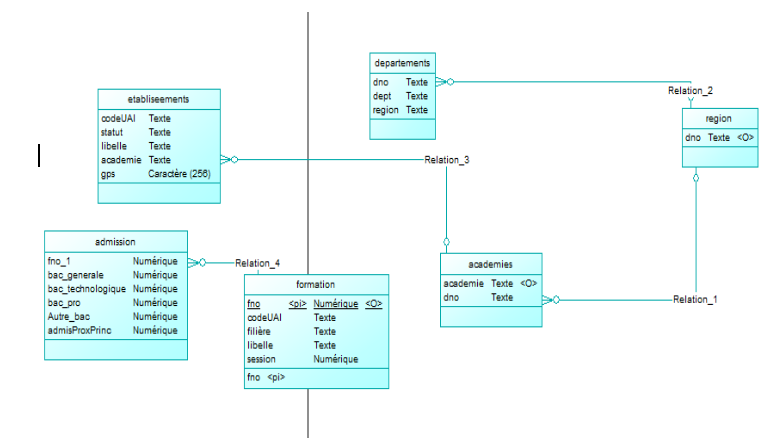 departements
dno Texte
dept Texte
region Texte
Relation_2
etabliseements
codeUAI Texte
statut Texte
libelle Texte
academie Texte
gps Caractère (256)
region
dno Texte <O>
Relation_3
admission
fno_1 Numérique
bac_generale Numérique
bac_technologique Numérique
bac_pro Numérique
Autre_bac Numérique
admisProxPrinc Numérique
Relation_4
formation
fno <pi> Numérique <O>
codeUAI Texte
filière Texte
libelle Texte
session Numérique
fno <pi>
academies
academie Texte <O>
dno Texte
Relation_1